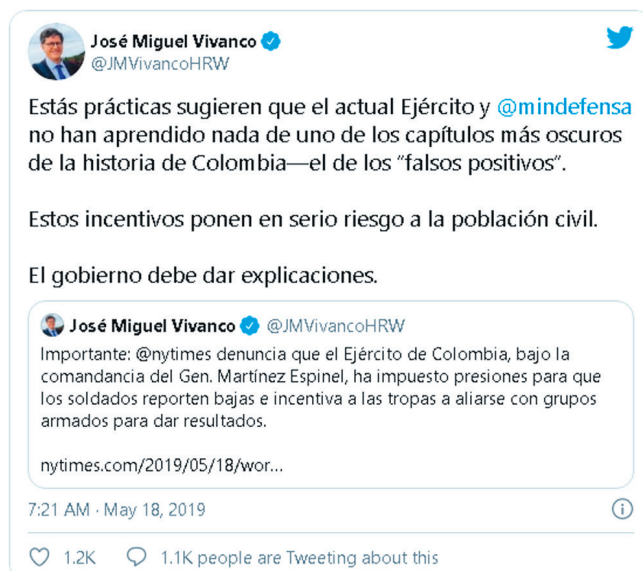 José Miguel Vivanco
@JMVivancoHRW
Estás prácticas sugieren que el actual Ejército y @mindefensa
no han aprendido nada de uno de los capítulos más oscuros
de la historia de Colombia—el de los "falsos positivos".
Estos incentivos ponen en serio riesgo a la población civil.
El gobierno debe dar explicaciones.
José Miguel Vivanco @JMVivancoHRW
Importante: @nytimes denuncia que el Ejército de Colombia, bajo la
comandancia del Gen. Martínez Espinel, ha impuesto presiones para que
los soldados reporten bajas e incentiva a las tropas a aliarse con grupos
armados para dar resultados.
nytimes.com/2019/05/18/wor...
7:21 AM · May 18, 2019
1.2K 1.1K people are Tweeting about this